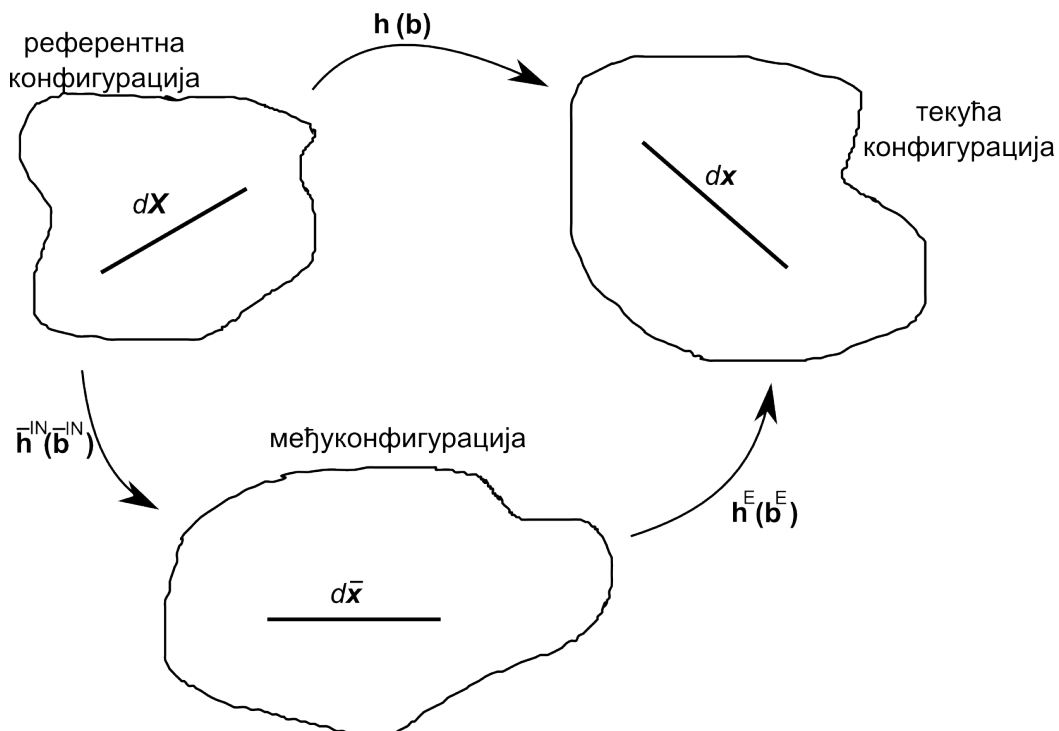 референтна
конфигурација
h (b)
текућа
конфигурација
dX
dx
h̄ᴵᴺ(b̄ᴵᴺ)
међуконфигурација
hᴱ(bᴱ)
dx̄